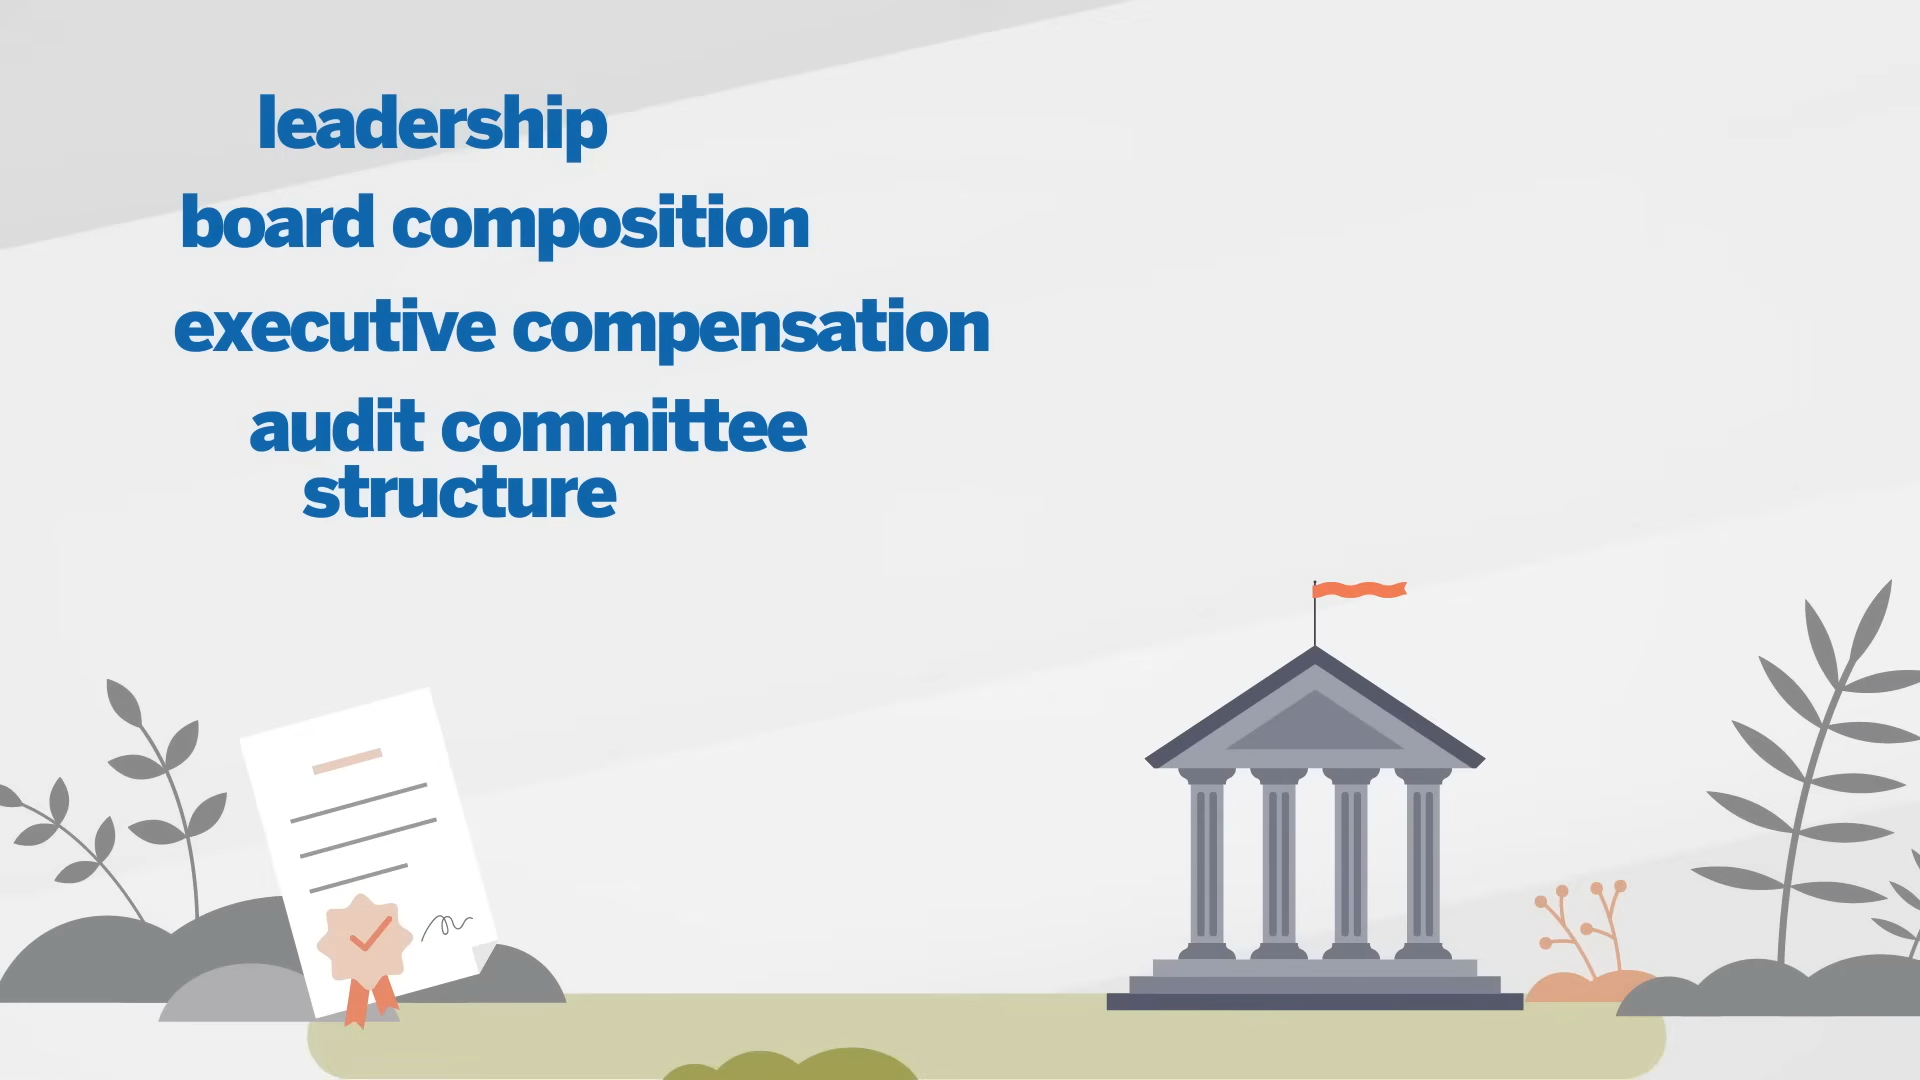 leadership
board composition
executive compensation
audit committee
structure